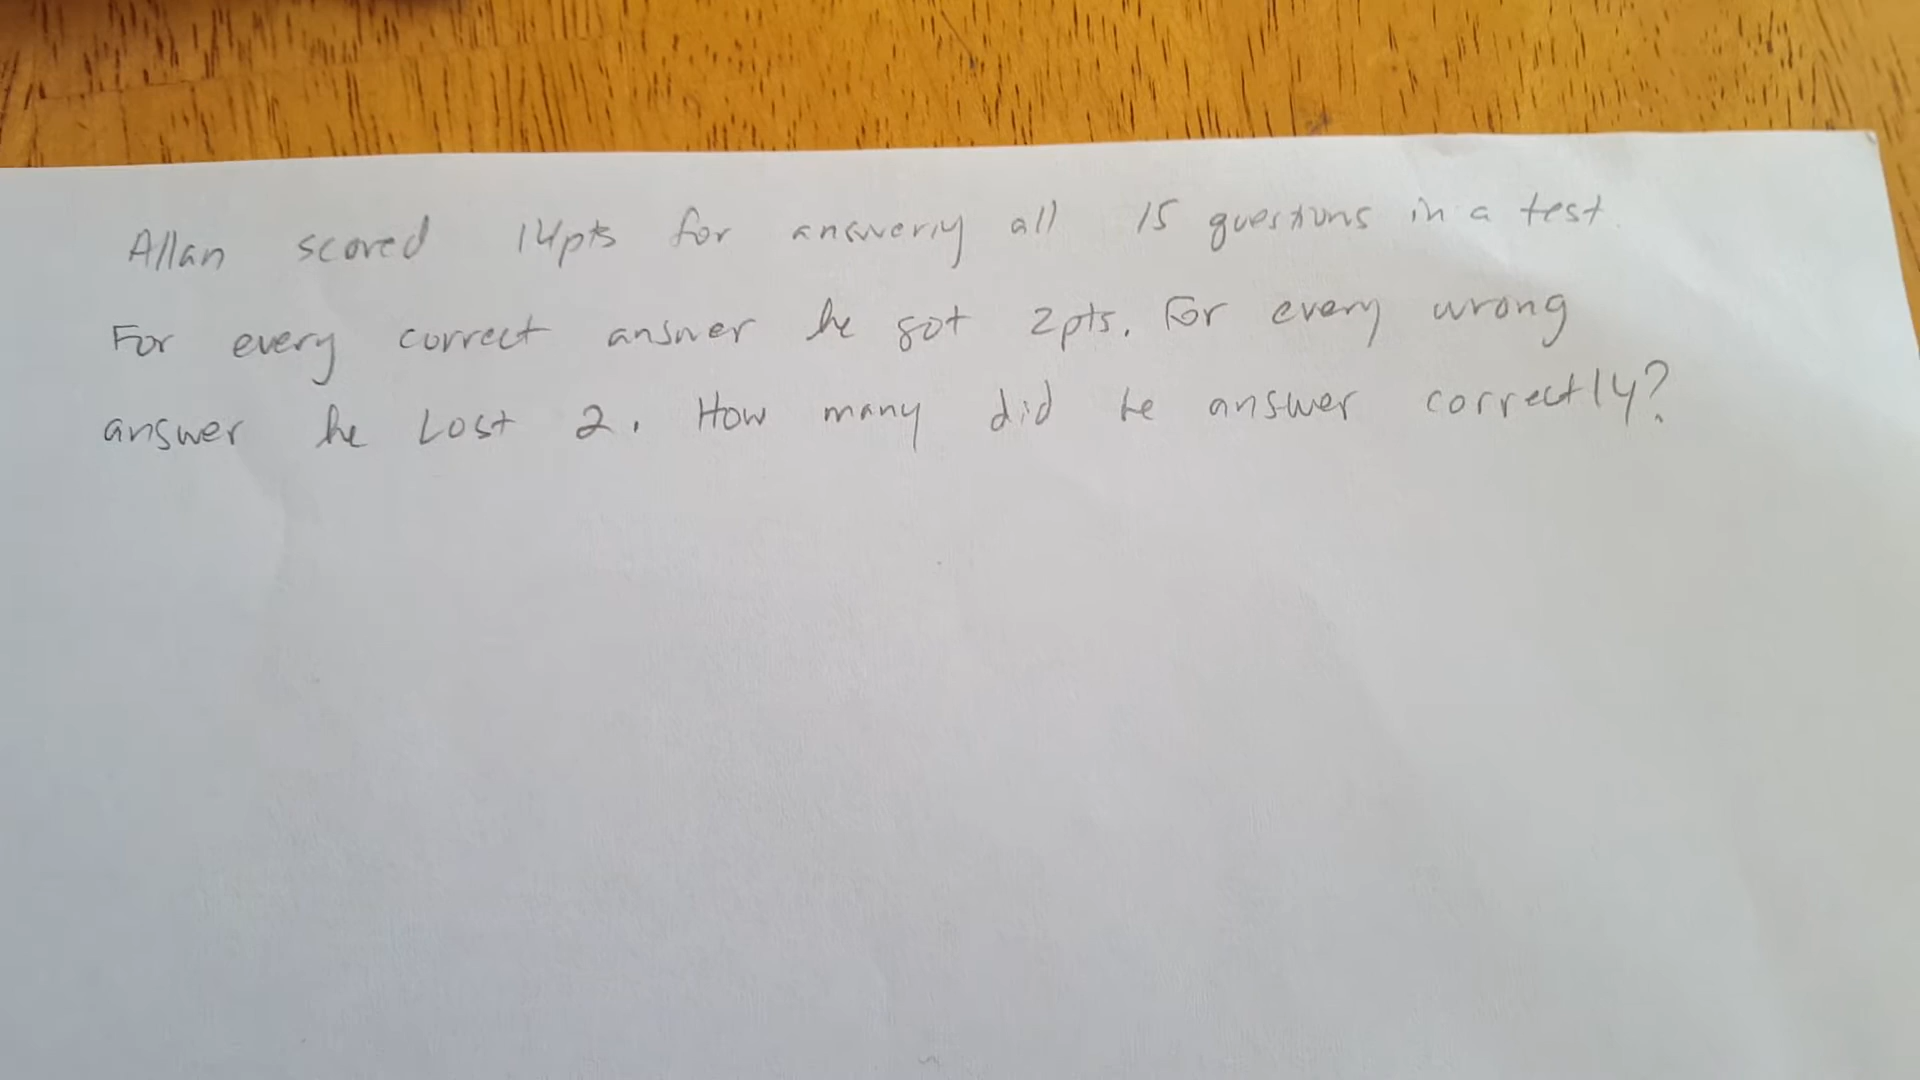 Allan scored 14pts for answering all 15 questions in a test.
For every correct answer he got 2pts. For every wrong
answer he Lost 2. How many did he answer correctly?